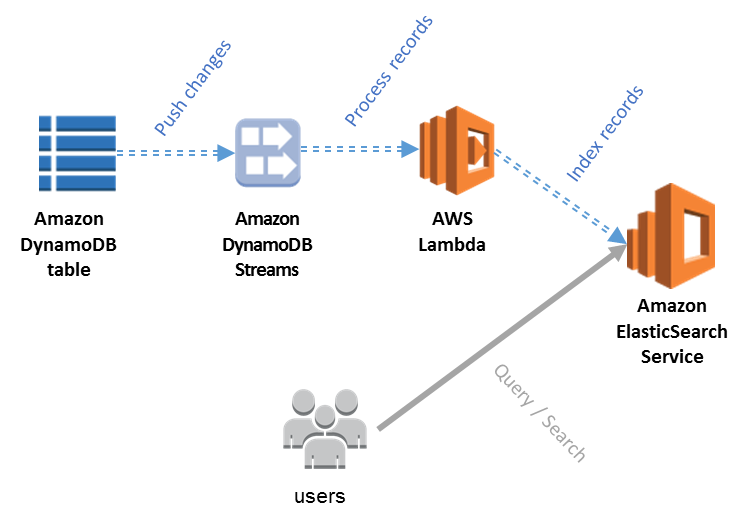 Push changes
Process records
Index records
Amazon
DynamoDB
table
Amazon
DynamoDB
Streams
AWS
Lambda
Amazon
ElasticSearch
Service
Query / Search
users